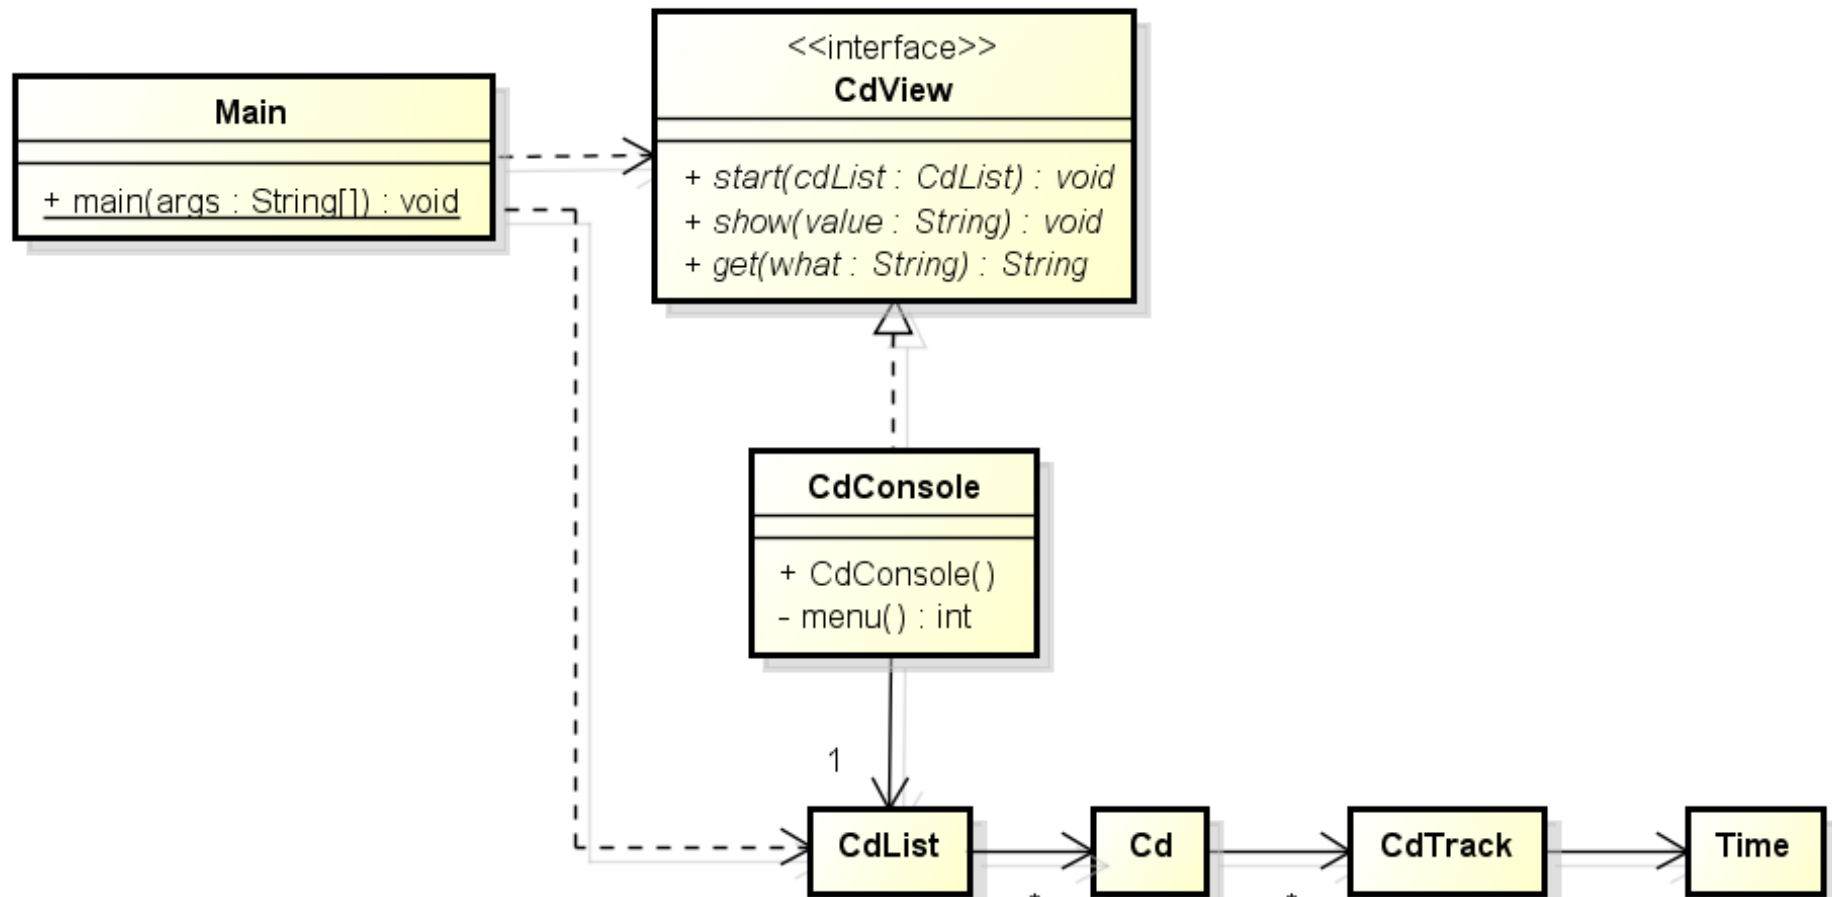 Main
+ main(args : String[]) : void
<<interface>>
CdView
+ start(cdList : CdList) : void
+ show(value : String) : void
+ get(what : String) : String
CdConsole
+ CdConsole()
- menu() : int
1
CdList
Cd
CdTrack
Time
*
*